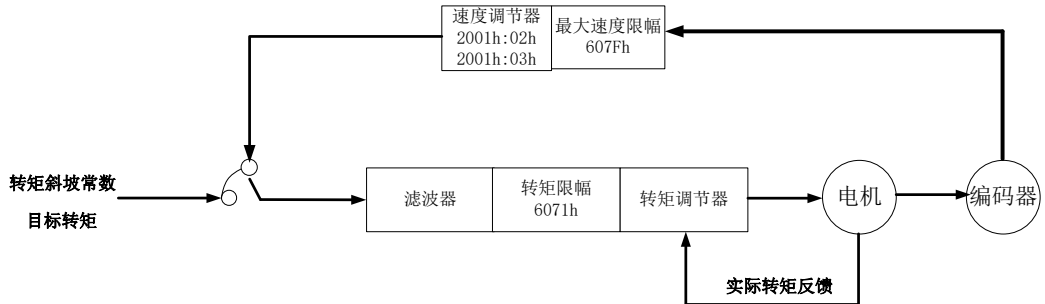 速度调节器
2001h:02h
2001h:03h
最大速度限幅
607Fh
转矩斜坡常数
目标转矩
滤波器
转矩限幅
6071h
转矩调节器
电机
编码器
实际转矩反馈